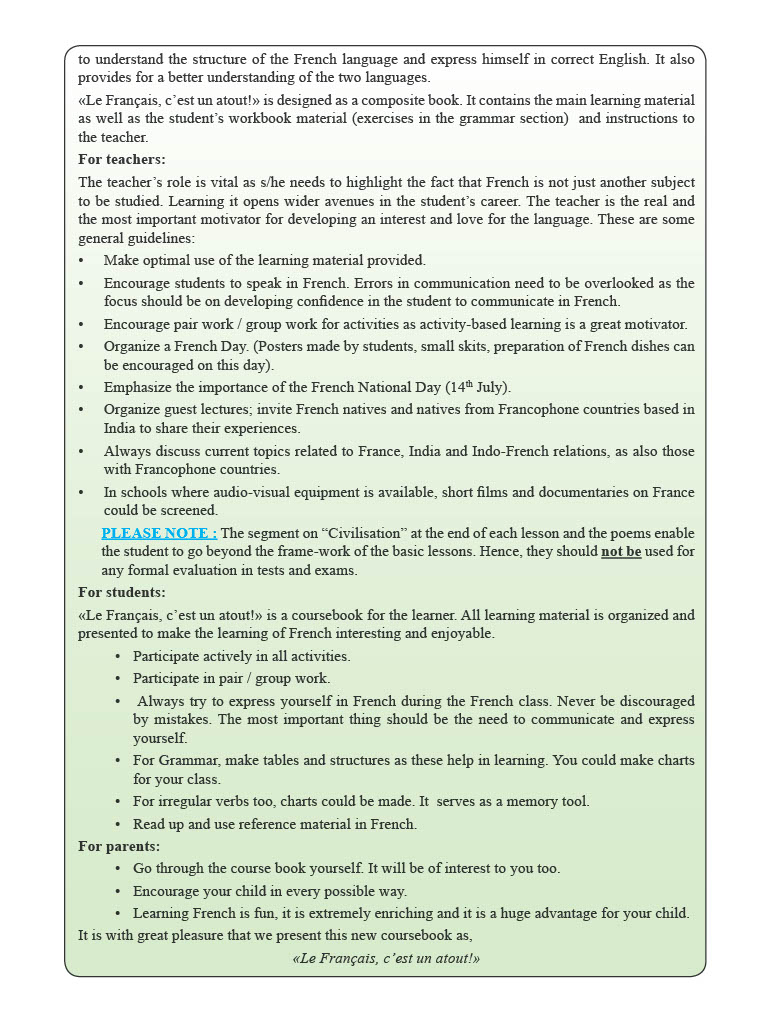 to understand the structure of the French language and express himself in correct English. It also
provides for a better understanding of the two languages.
«Le Français, c’est un atout!» is designed as a composite book. It contains the main learning material
as well as the student’s workbook material (exercises in the grammar section)  and instructions to
the teacher.
For teachers:
The teacher’s role is vital as s/he needs to highlight the fact that French is not just another subject
to be studied. Learning it opens wider avenues in the student’s career. The teacher is the real and
the most important motivator for developing an interest and love for the language. These are some
general guidelines:
• Make optimal use of the learning material provided.
• Encourage students to speak in French. Errors in communication need to be overlooked as the
focus should be on developing confidence in the student to communicate in French.
• Encourage pair work / group work for activities as activity-based learning is a great motivator.
• Organize a French Day. (Posters made by students, small skits, preparation of French dishes can
be encouraged on this day).
• Emphasize the importance of the French National Day (14th July).
• Organize guest lectures; invite French natives and natives from Francophone countries based in
India to share their experiences.
• Always discuss current topics related to France, India and Indo-French relations, as also those
with Francophone countries.
• In schools where audio-visual equipment is available, short films and documentaries on France
could be screened.
PLEASE NOTE : The segment on “Civilisation” at the end of each lesson and the poems enable
the student to go beyond the frame-work of the basic lessons. Hence, they should not be used for
any formal evaluation in tests and exams.
For students:
«Le Français, c’est un atout!» is a coursebook for the learner. All learning material is organized and
presented to make the learning of French interesting and enjoyable.
• Participate actively in all activities.
• Participate in pair / group work.
• Always try to express yourself in French during the French class. Never be discouraged
by mistakes. The most important thing should be the need to communicate and express
yourself.
• For Grammar, make tables and structures as these help in learning. You could make charts
for your class.
• For irregular verbs too, charts could be made. It  serves as a memory tool.
• Read up and use reference material in French.
For parents:
• Go through the course book yourself. It will be of interest to you too.
• Encourage your child in every possible way.
• Learning French is fun, it is extremely enriching and it is a huge advantage for your child.
It is with great pleasure that we present this new coursebook as,
«Le Français, c’est un atout!»